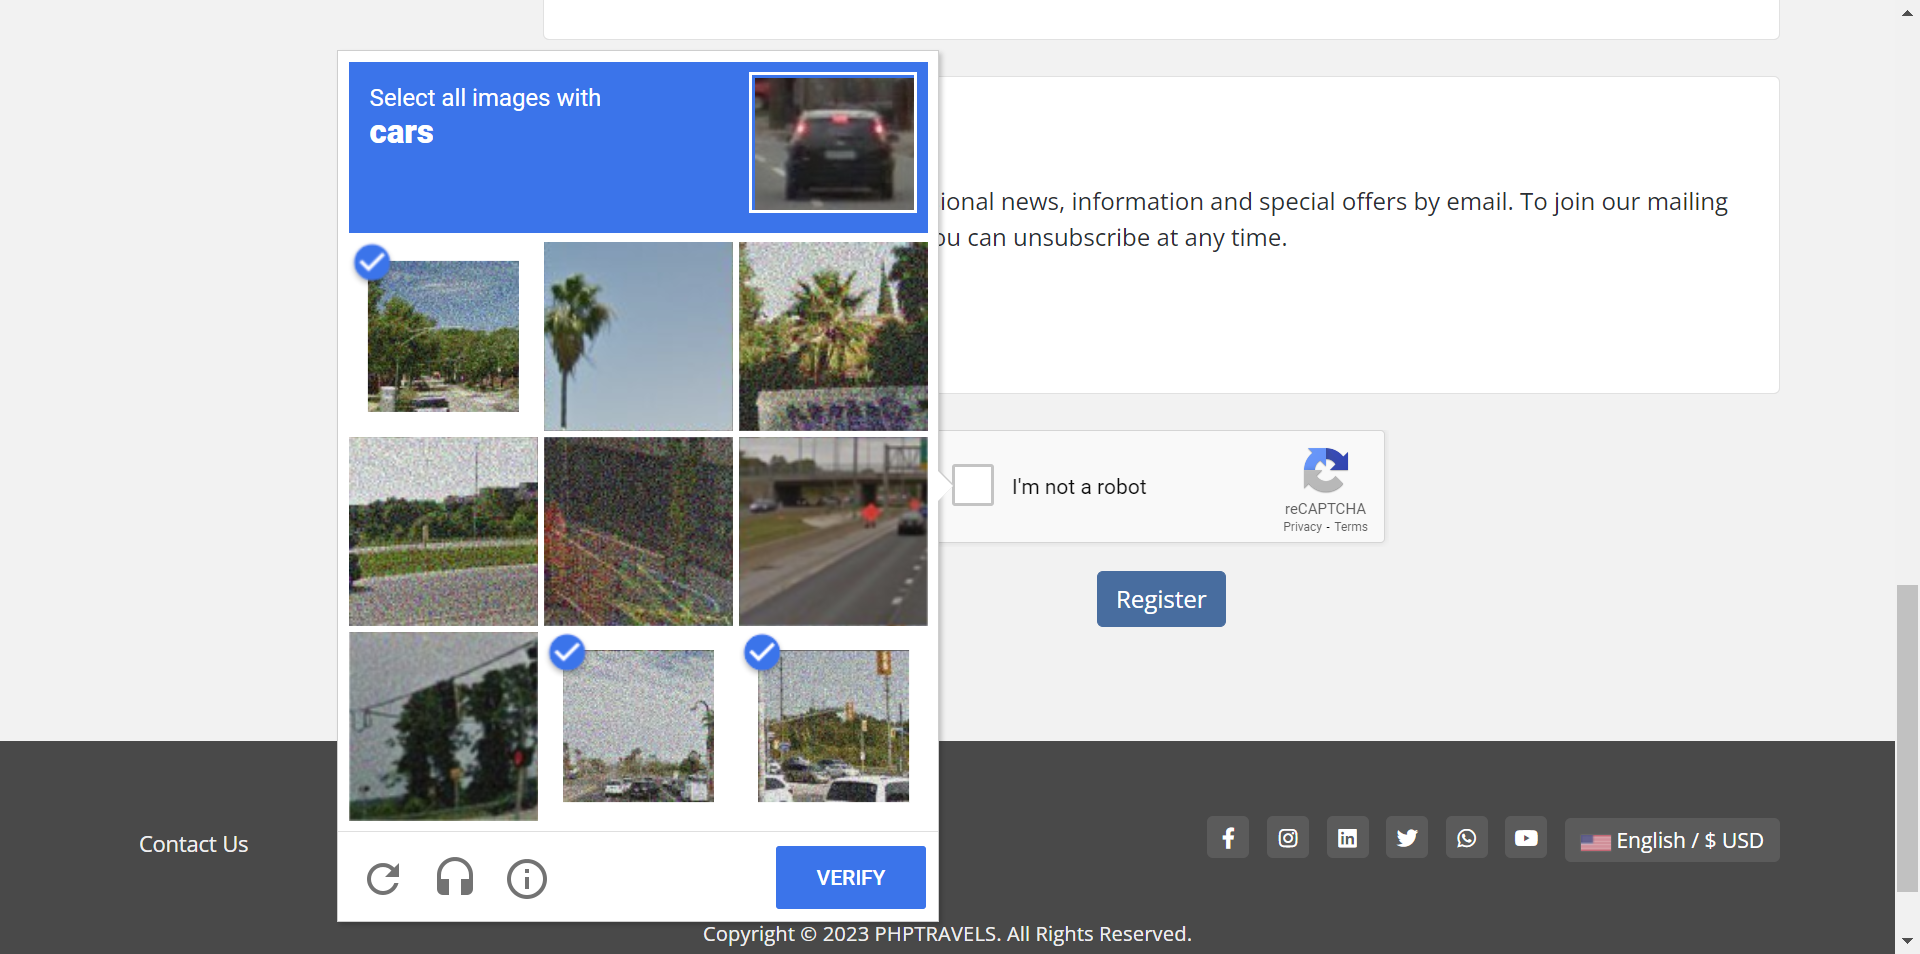 Select all images with
cars
ional news, information and special offers by email. To join our mailing
ou can unsubscribe at any time.
I'm not a robot
reCAPTCHA
Privacy - Terms
Register
VERIFY
Contact Us
English / $ USD
Copyright © 2023 PHPTRAVELS. All Rights Reserved.